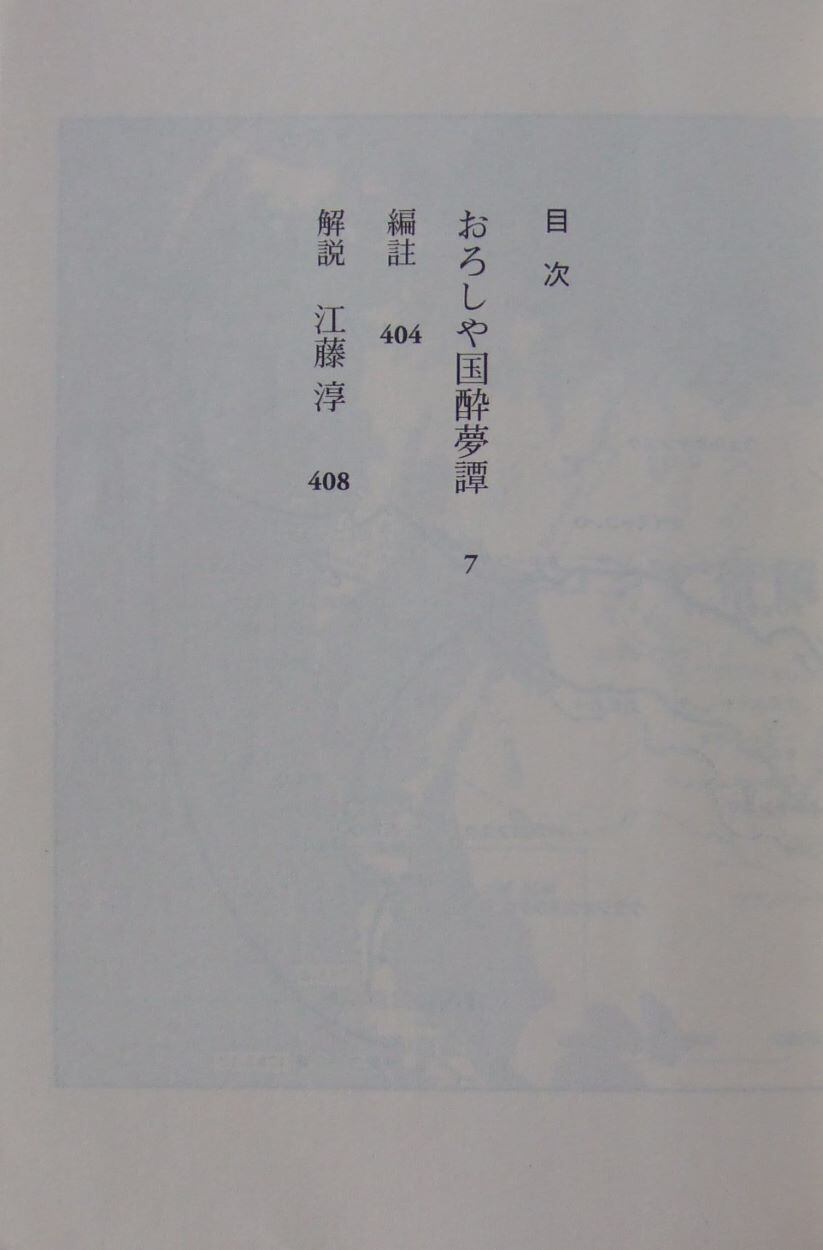 目次
おろしや国酔夢譚 7
編註 404
解説 江藤淳 408